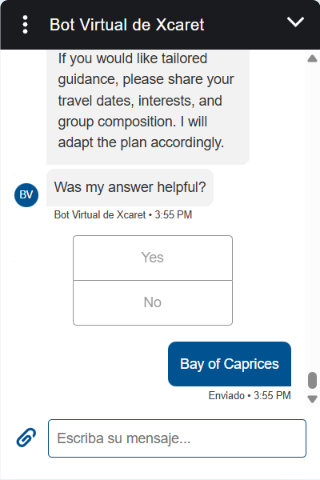 Bot Virtual de Xcaret
If you would like tailored
guidance, please share your
travel dates, interests, and
group composition. I will
adapt the plan accordingly.
Was my answer helpful?
BV
Bot Virtual de Xcaret • 3:55 PM
Yes
No
Bay of Caprices
Enviado • 3:55 PM
Escriba su mensaje...